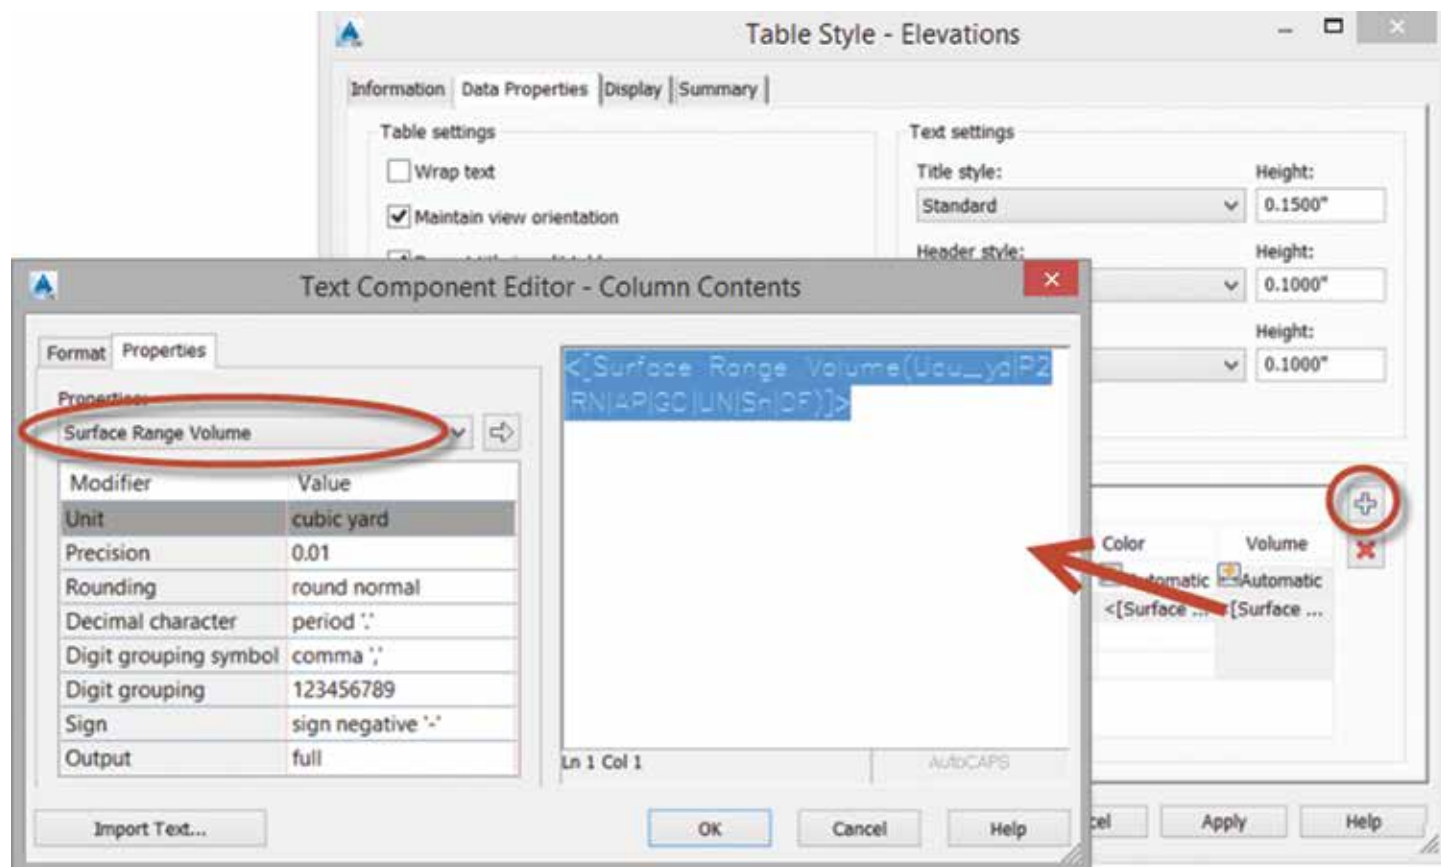 Table Style - Elevations
Information Data Properties Display Summary
Table settings
Wrap text
Maintain view orientation
Text settings
Title style:
Height:
Standard
0.1500"
Header style:
Height:
0.1000"
Height:
0.1000"
Color Volume
Automatic
<[Surface ... [Surface ...
Apply Help
Text Component Editor - Column Contents
Format Properties
Properties:
Surface Range Volume
Modifier Value
Unit cubic yard
Precision 0.01
Rounding round normal
Decimal character period '.'
Digit grouping symbol comma ','
Digit grouping 123456789
Sign sign negative '-'
Output full
<[Surface Range Volume(Ucu_yd|P2
|RN|AP|GC|UN|Sn|OF)]>
Ln 1 Col 1
AutoCAPS
Import Text...
OK Cancel Help